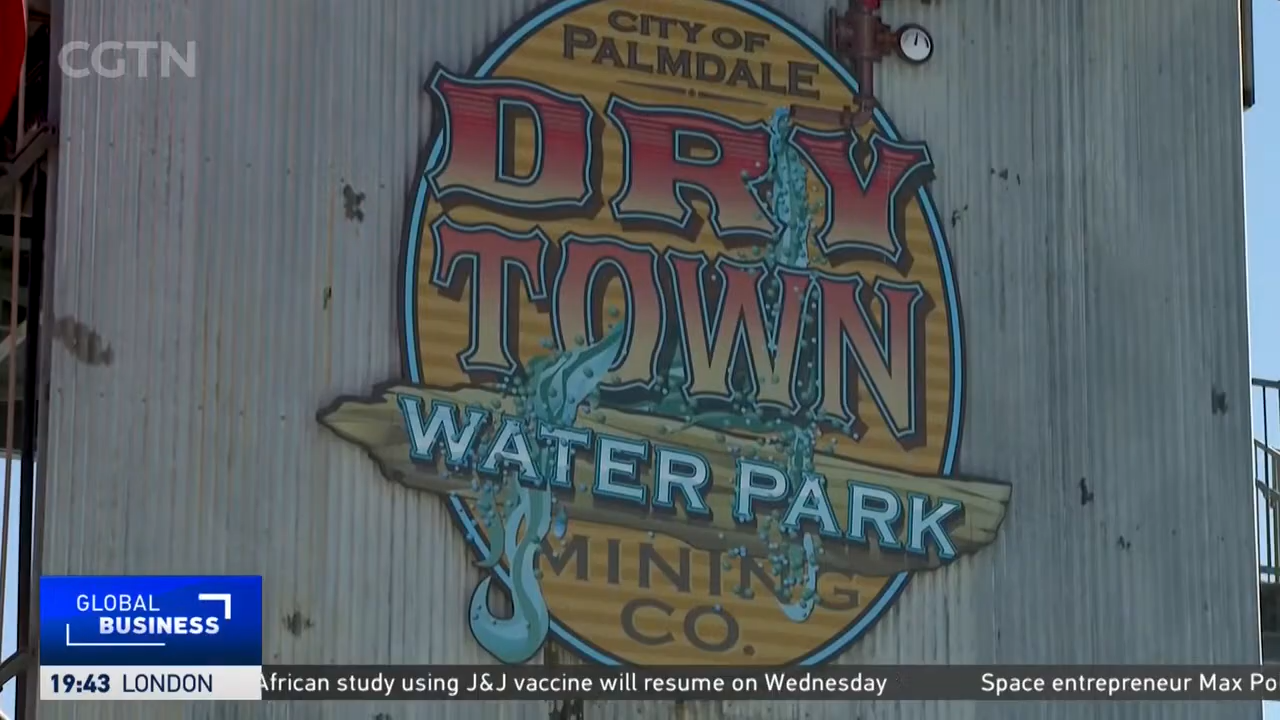 CGTN
CITY OF
PALMDALE
DRY
TOWN
WATER PARK
MINING
CO.
GLOBAL
BUSINESS
19:43 LONDON
African study using J&J vaccine will resume on Wednesday
Space entrepreneur Max Po